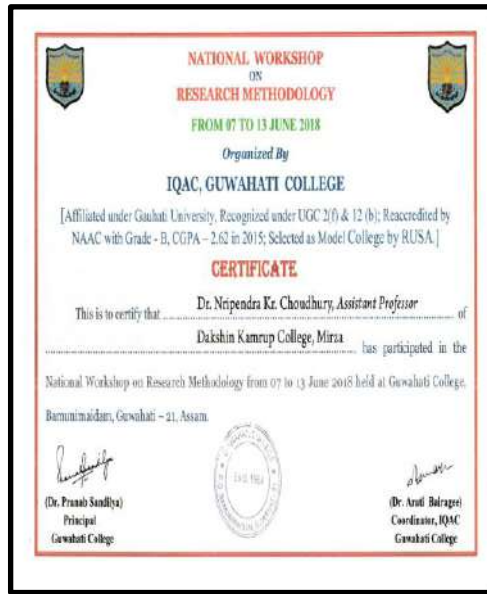 NATIONAL WORKSHOP
ON
RESEARCH METHODOLOGY
FROM 07 TO 13 JUNE 2018
Organized By
IQAC, GUWAHATI COLLEGE
[Affiliated under Gauhati University, Recognized under UGC 2(f) & 12 (b); Reaccredited by
NAAC with Grade - B, CGPA – 2.62 in 2015; Selected as Model College by RUSA.]
CERTIFICATE
This is to certify that Dr. Nripendra Kr. Choudhury, Assistant Professor of
Dakshin Kamrup College, Mirza has participated in the
National Workshop on Research Methodology from 07 to 13 June 2018 held at Guwahati College,
Bamunimaidam, Guwahati – 21, Assam.
ESTD. 1964
(Dr. Pranab Sandilya)
Principal
Guwahati College
(Dr. Arati Bairagee)
Coordinator, IQAC
Guwahati College